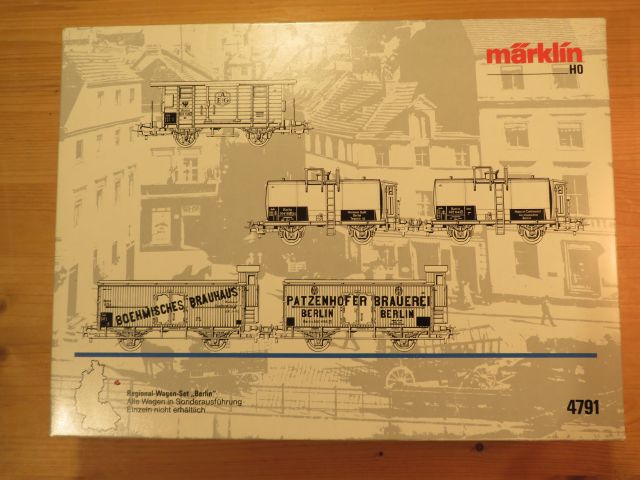 märklin
HO
A
E G
BOEHMISCHES BRAUHAUS
PATZENHOFER BRAUEREI
BERLIN BERLIN
Regional-Wagen-Set „Berlin"
Alle Wagen in Sonderausführung
Einzeln nicht erhältlich
4791